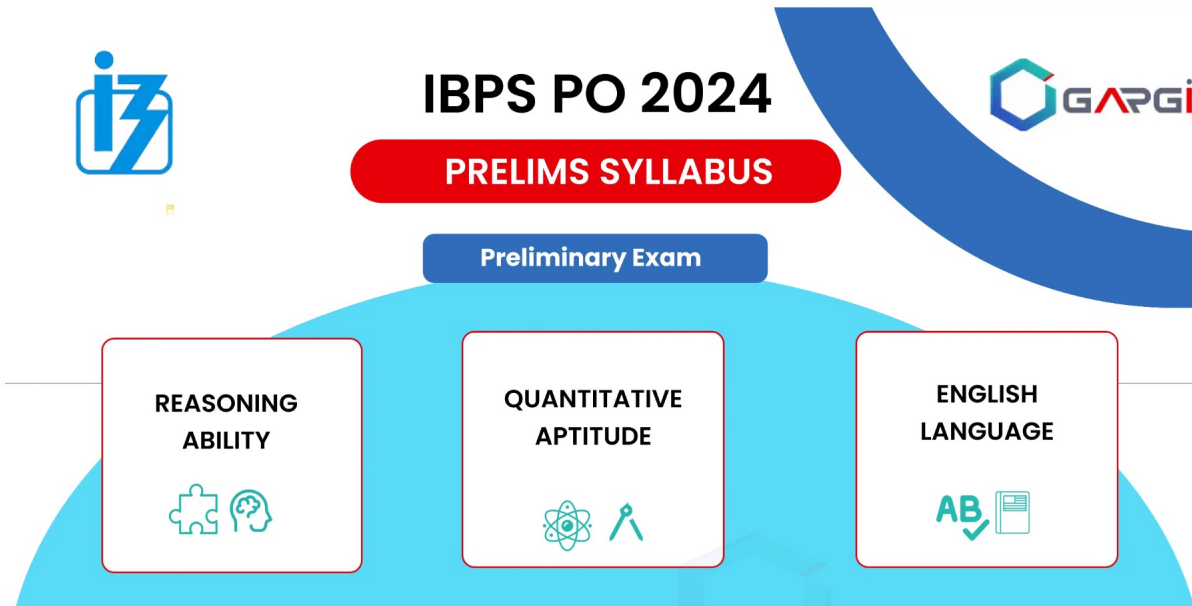 IBPS PO 2024
GARGI
PRELIMS SYLLABUS
Preliminary Exam
REASONING
ABILITY
QUANTITATIVE
APTITUDE
ENGLISH
LANGUAGE
AB